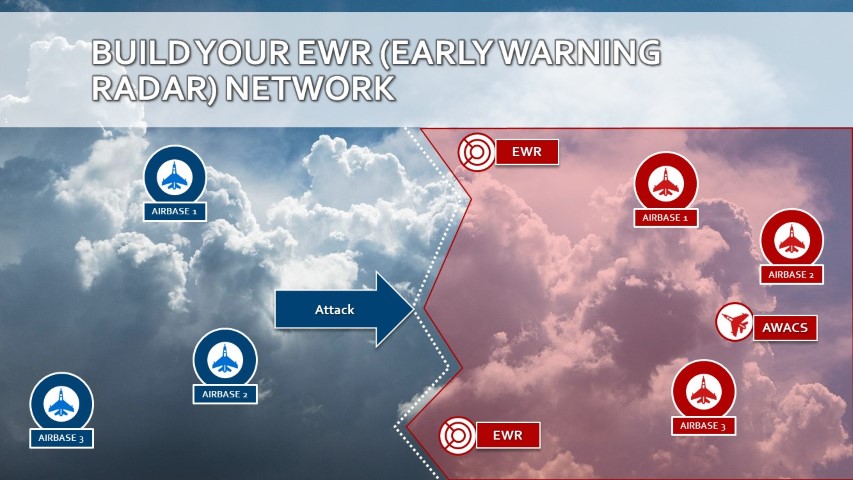 BUILD YOUR EWR (EARLY WARNING
RADAR) NETWORK
EWR
AIRBASE 1
AIRBASE 1
AIRBASE 2
Attack
AWACS
AIRBASE 2
AIRBASE 3
AIRBASE 3
EWR